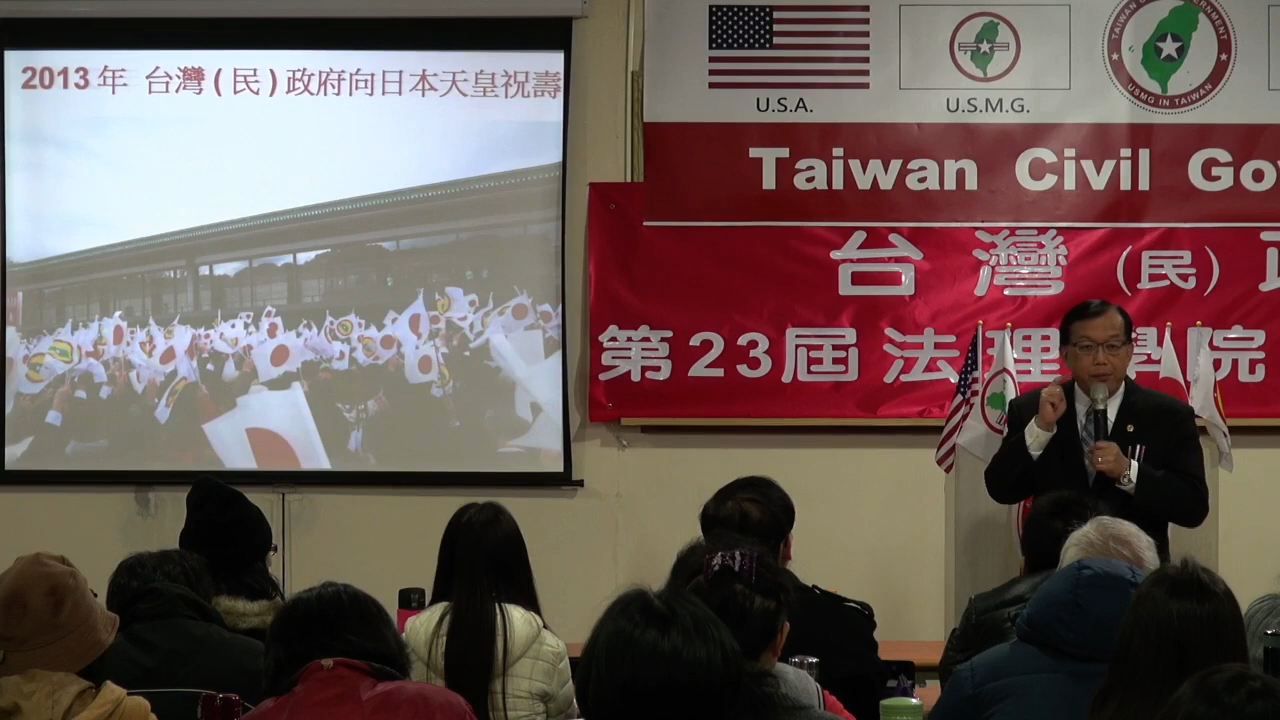 2013年 台灣(民)政府向日本天皇祝壽
U.S.A.
U.S.M.G.
USMG IN TAIWAN
Taiwan Civil Go
台灣(民)
第23屆法理學院